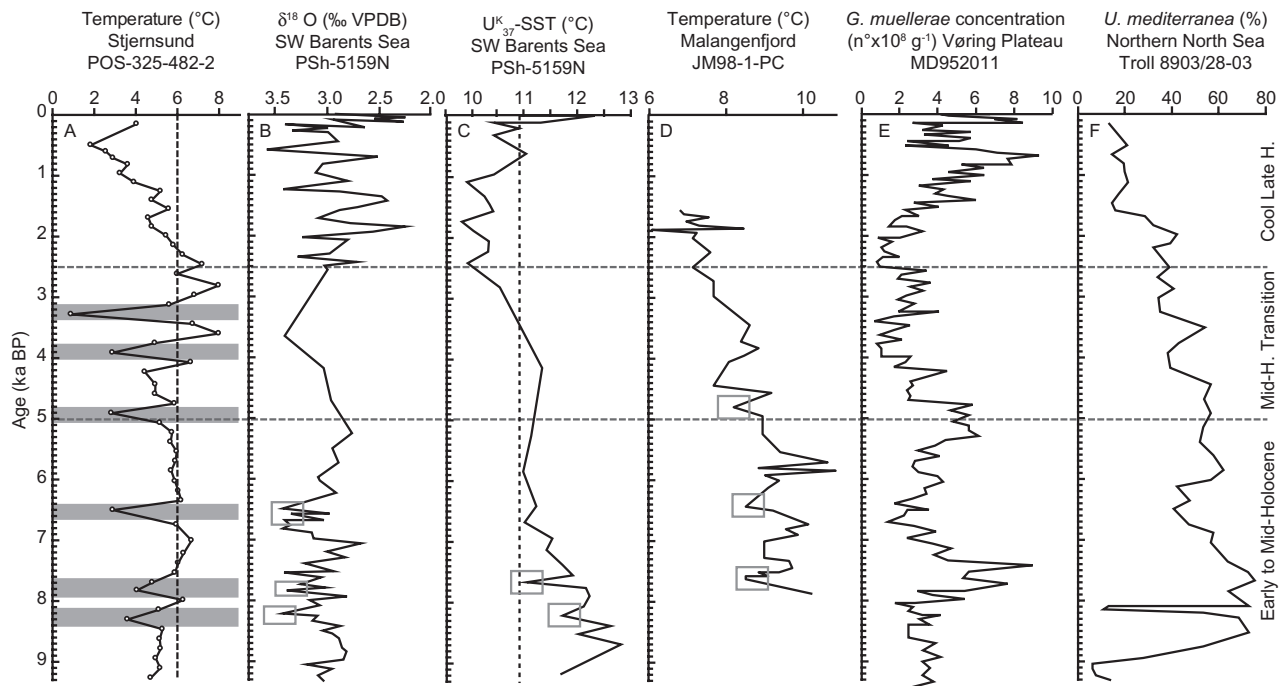 Temperature (°C)
Stjernsund
POS-325-482-2
δ¹⁸ O (‰ VPDB)
SW Barents Sea
PSh-5159N
Uᴷ₃₇-SST (°C)
SW Barents Sea
PSh-5159N
Temperature (°C)
Malangenfjord
JM98-1-PC
G. muellerae concentration
(n°x10⁸ g⁻¹) Vøring Plateau
MD952011
U. mediterranea (%)
Northern North Sea
Troll 8903/28-03
0 2 4 6 8
3.5 3.0 2.5 2.0
10 11 12 13
6 8 10
0 2 4 6 8 10
0 20 40 60 80
A
B
C
D
E
F
Age (ka BP)
0
1
2
3
4
5
6
7
8
9
Cool Late H.
Mid-H. Transition
Early to Mid-Holocene